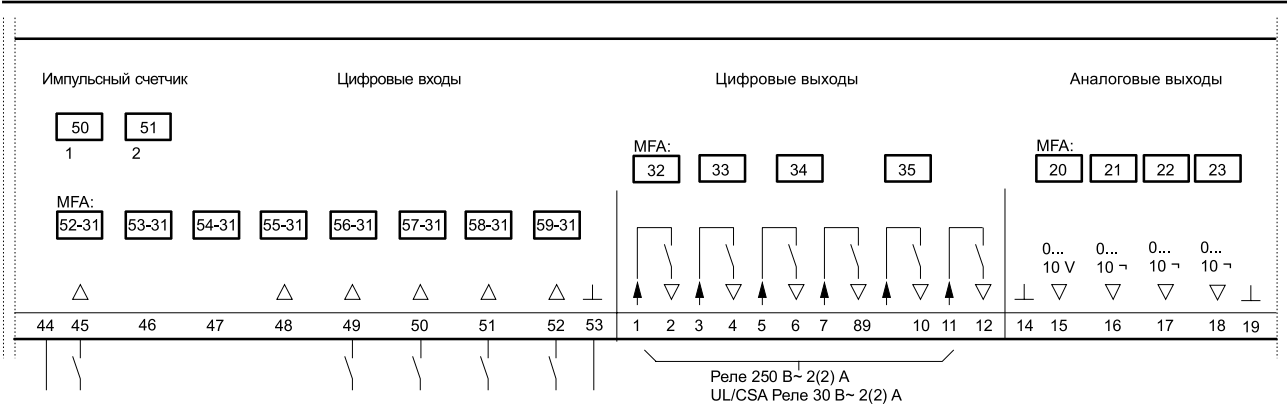 Импульсный счетчик Цифровые входы Цифровые выходы Аналоговые выходы
50 51
1 2
MFA: MFA:
32 33 34 35 20 21 22 23
MFA:
52-31 53-31 54-31 55-31 56-31 57-31 58-31 59-31
0... 0... 0... 0...
10 V 10 ¬ 10 ¬ 10 ¬
44 45 46 47 48 49 50 51 52 53 1 2 3 4 5 6 7 89 10 11 12 14 15 16 17 18 19
Реле 250 В~ 2(2) А
UL/CSA Реле 30 В~ 2(2) А